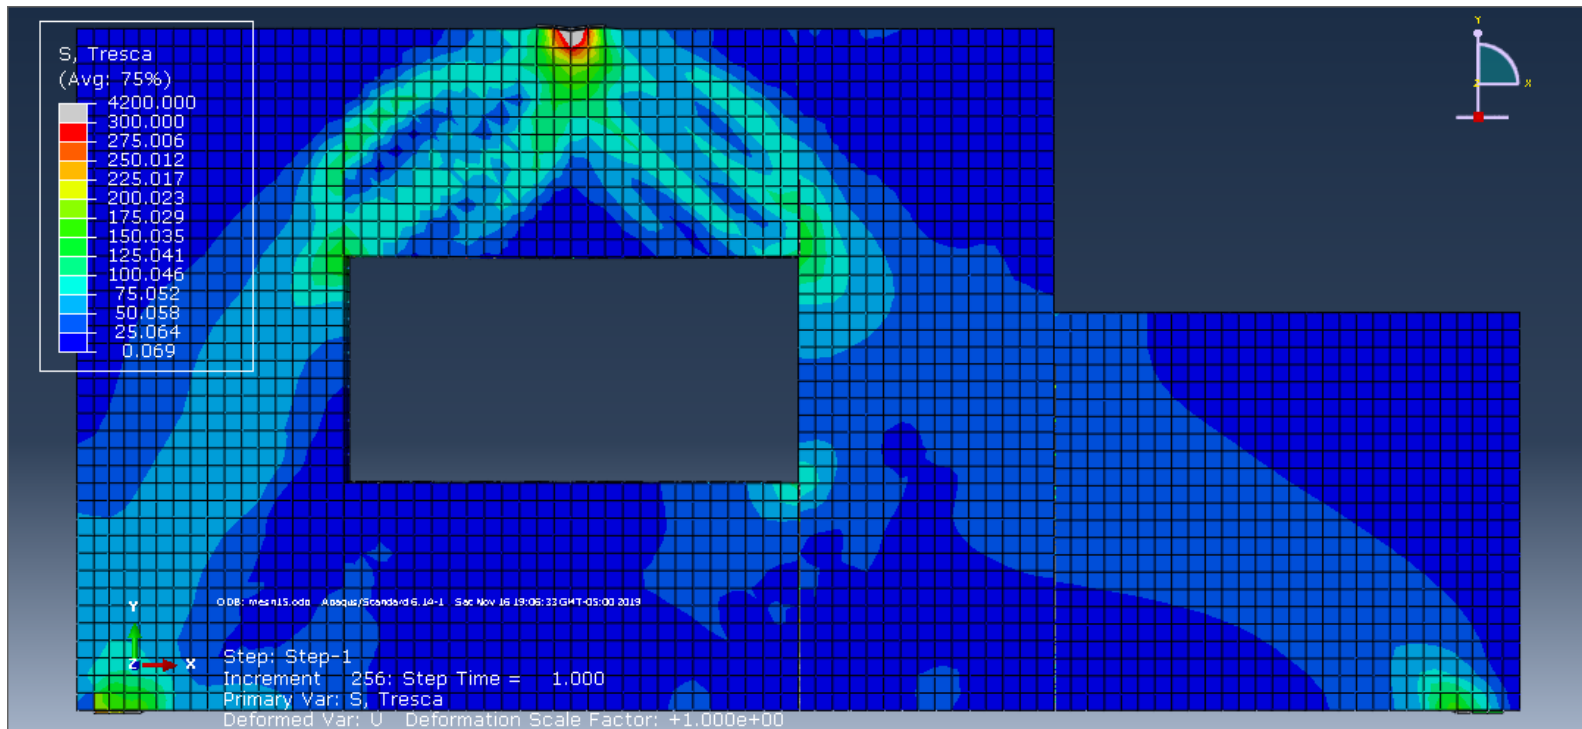 S, Tresca
(Avg: 75%)
4200.000
300.000
275.006
250.012
225.017
200.023
175.029
150.035
125.041
100.046
75.052
50.058
25.064
0.069
Y
Z X
Y
Z X
ODB: mesh15.odb Abaqus/Standard 6.14-1 Sat Nov 16 19:06:33 GMT-05:00 2019
Step: Step-1
Increment 256: Step Time = 1.000
Primary Var: S, Tresca
Deformed Var: U Deformation Scale Factor: +1.000e+00